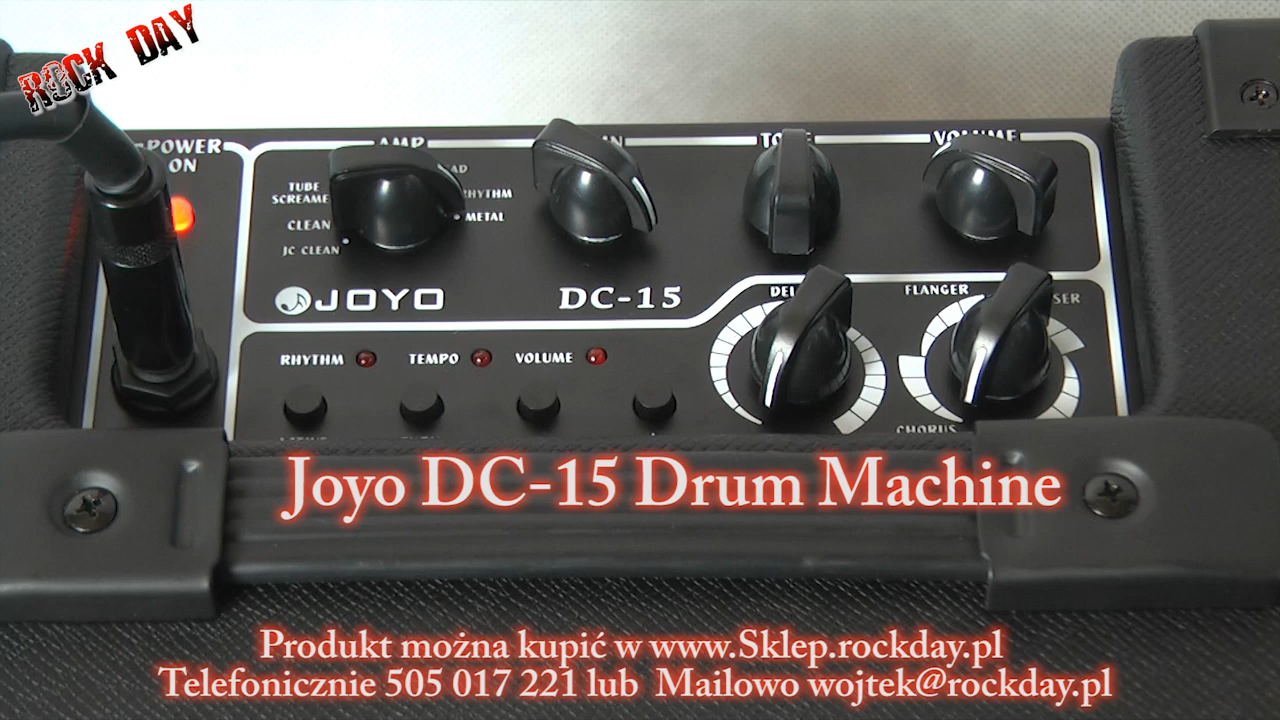 ROCK DAY
POWER
ON
AMP
VOLUME
TUBE
SCREAMER
RHYTHM
METAL
CLEAN
JC CLEAN
JOYO
DC-15
FLANGER
RHYTHM
TEMPO
VOLUME
CHORUS
Joyo DC-15 Drum Machine
Produkt można kupić w www.Sklep.rockday.pl
Telefonicznie 505 017 221 lub Mailowo wojtek@rockday.pl